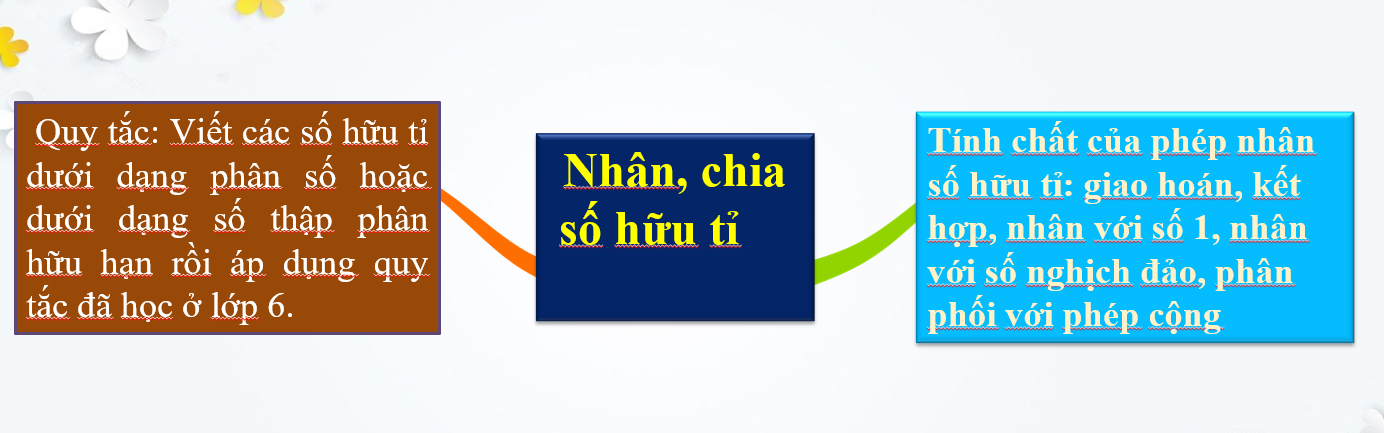 Quy tắc: Viết các số hữu tỉ
dưới dạng phân số hoặc
dưới dạng số thập phân
hữu hạn rồi áp dụng quy
tắc đã học ở lớp 6.
Nhân, chia
số hữu tỉ
Tính chất của phép nhân
số hữu tỉ: giao hoán, kết
hợp, nhân với số 1, nhân
với số nghịch đảo, phân
phối với phép cộng